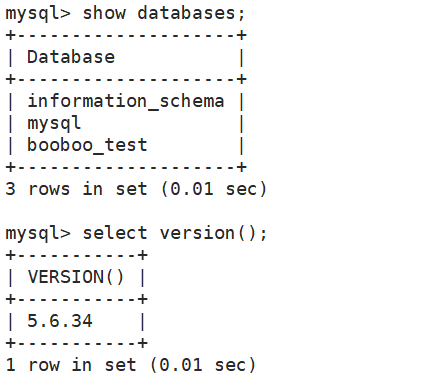 mysql> show databases;
+--------------------+
| Database           |
+--------------------+
| information_schema |
| mysql              |
| booboo_test        |
+--------------------+
3 rows in set (0.01 sec)

mysql> select version();
+-----------+
| VERSION() |
+-----------+
| 5.6.34    |
+-----------+
1 row in set (0.01 sec)